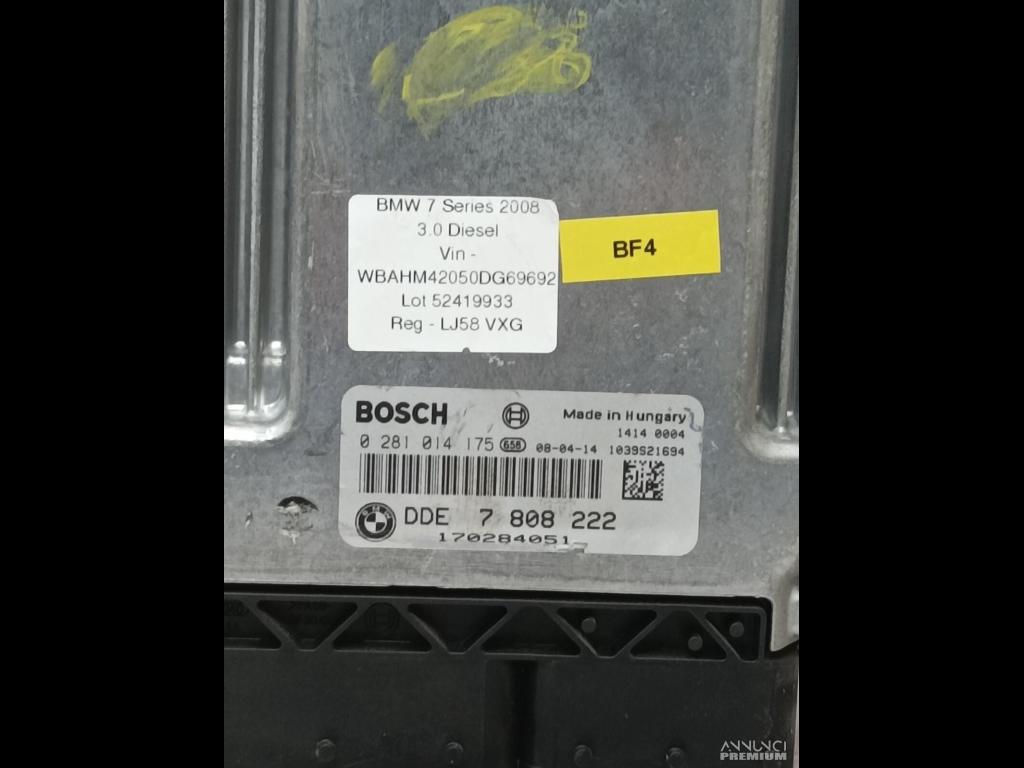 BMW 7 Series 2008
3.0 Diesel
Vin -
WBAHM42050DG69692
Lot 52419933
Reg - LJ58 VXG
BF4
BOSCH
Made in Hungary
1414 0004
0 281 014 175 658 08-04-14 1039S21694
BMW
DDE 7 808 222
170284051
ANNUNCI
PREMIUM